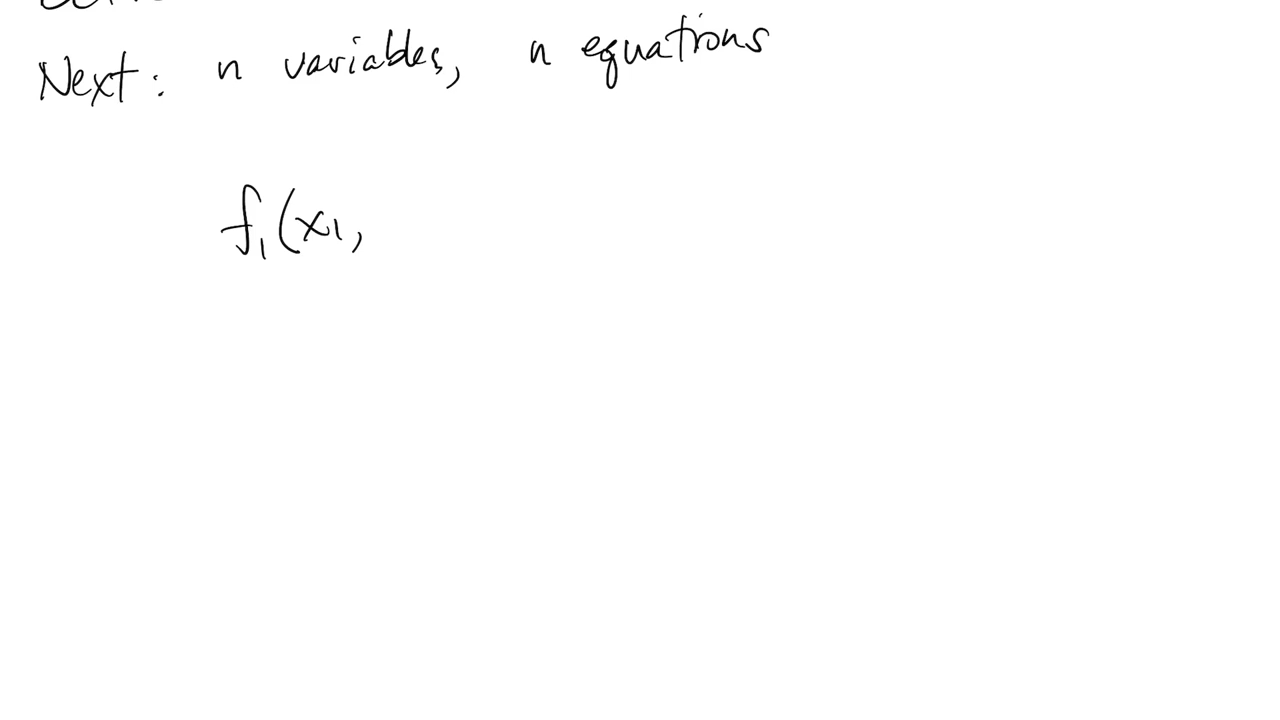 Next: n variables, n equations
f₁(x₁,